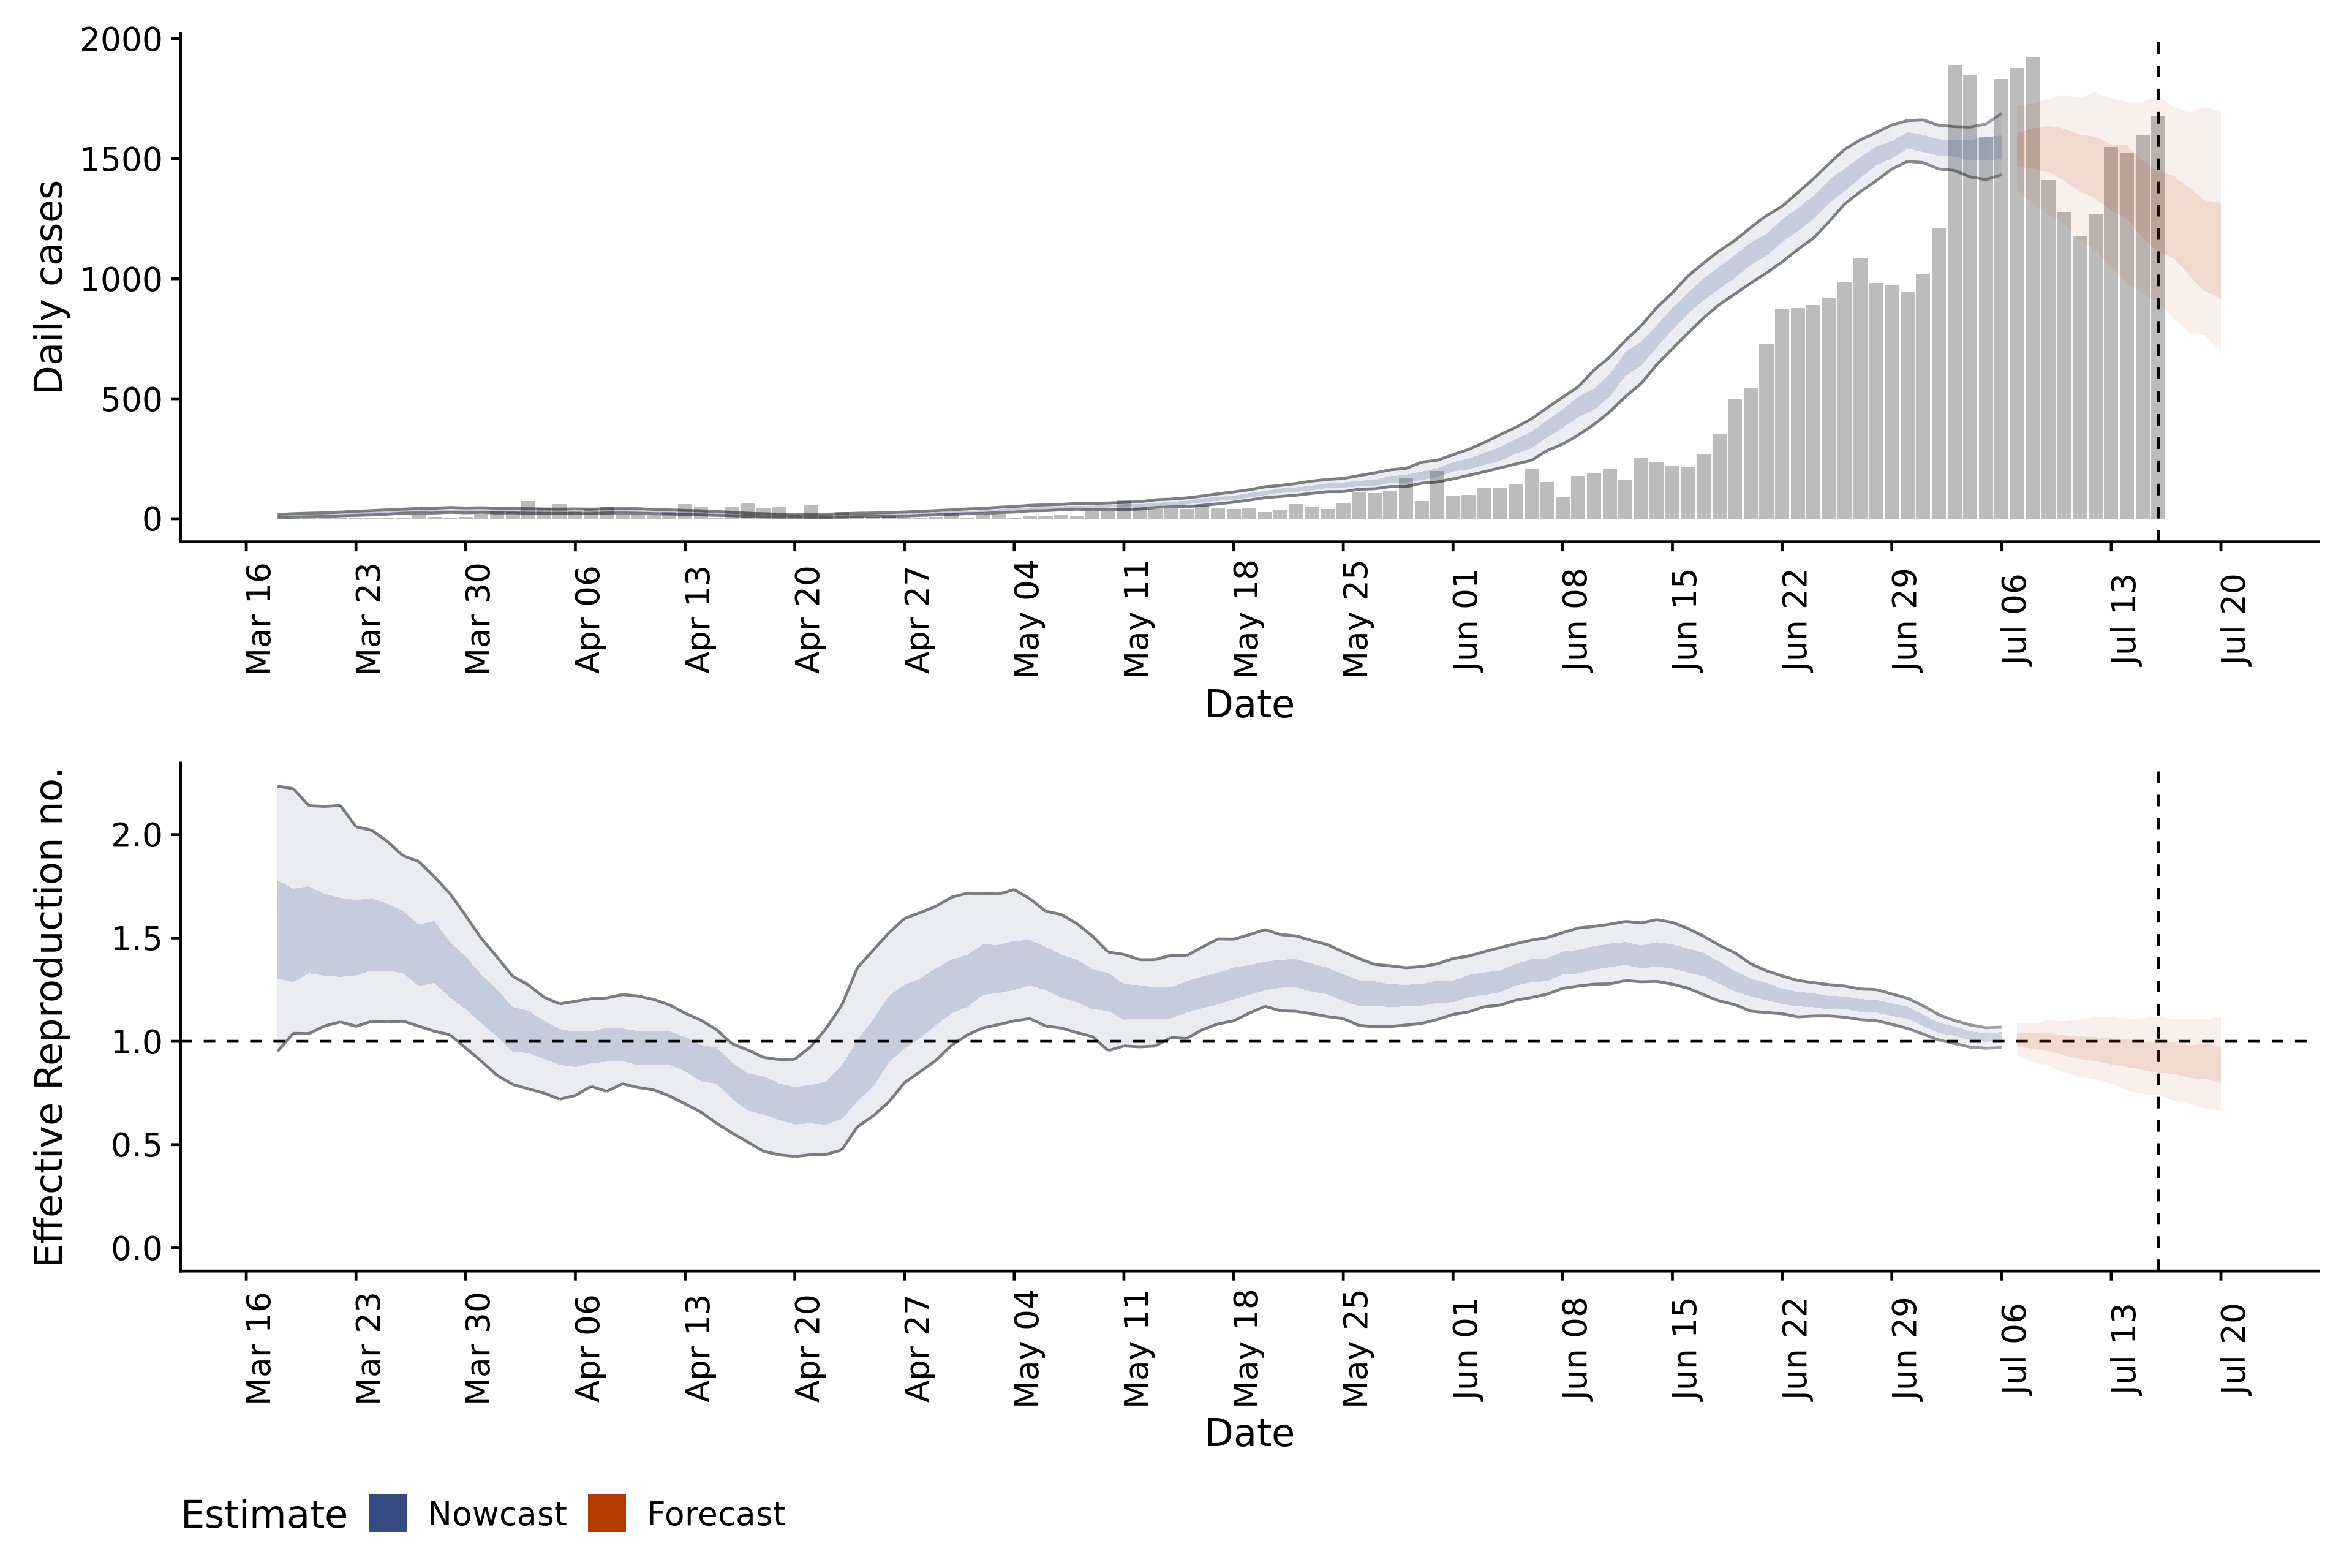 2000
1500
1000
500
0
Daily cases
Mar 16 Mar 23 Mar 30 Apr 06 Apr 13 Apr 20 Apr 27 May 04 May 11 May 18 May 25 Jun 01 Jun 08 Jun 15 Jun 22 Jun 29 Jul 06 Jul 13 Jul 20
Date
2.0
1.5
1.0
0.5
0.0
Effective Reproduction no.
Mar 16 Mar 23 Mar 30 Apr 06 Apr 13 Apr 20 Apr 27 May 04 May 11 May 18 May 25 Jun 01 Jun 08 Jun 15 Jun 22 Jun 29 Jul 06 Jul 13 Jul 20
Date
Estimate Nowcast Forecast